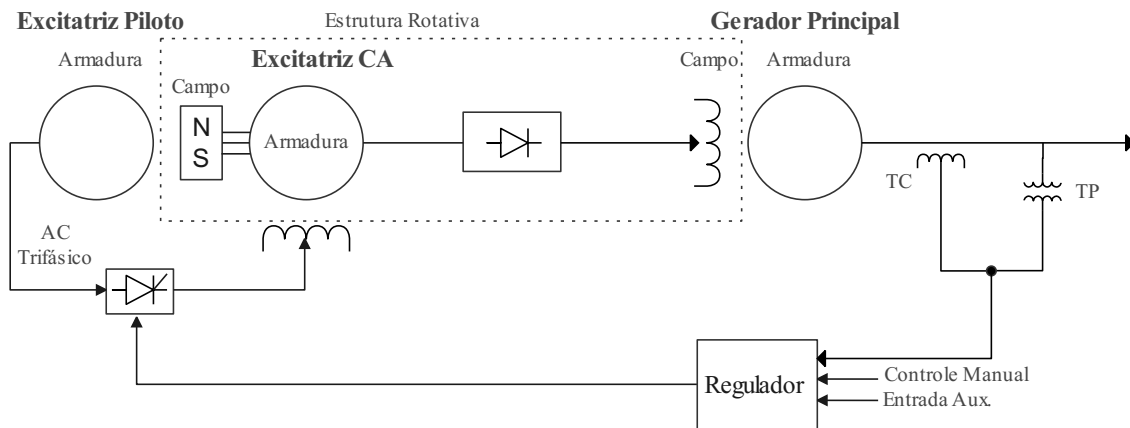 Excitatriz Piloto
Estrutura Rotativa
Gerador Principal
Armadura
Excitatriz CA
Campo
Armadura
Campo
N
S
Armadura
TC
TP
AC
Trifásico
Regulador
Controle Manual
Entrada Aux.